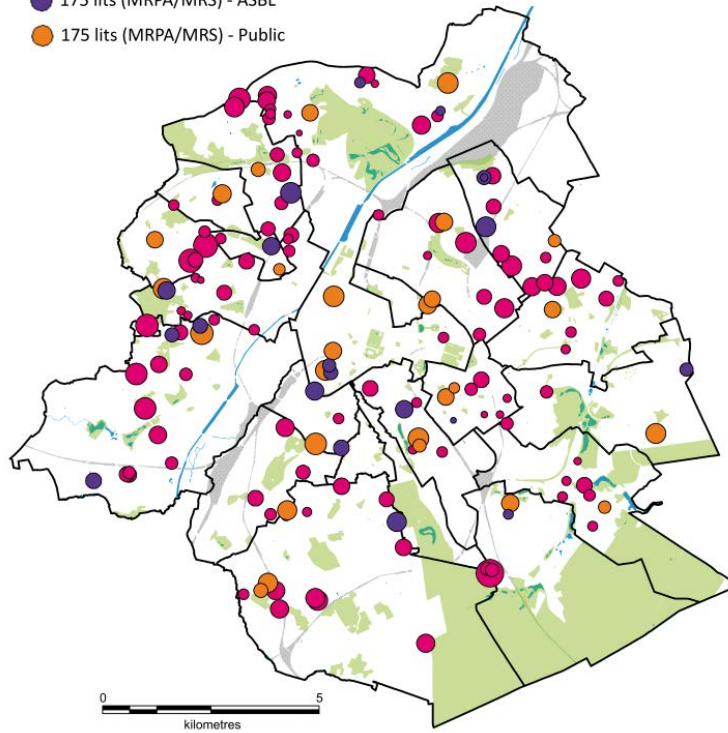 175 lits (MRPA/MRS) - ASBL
175 lits (MRPA/MRS) - Public
0 5
kilometres